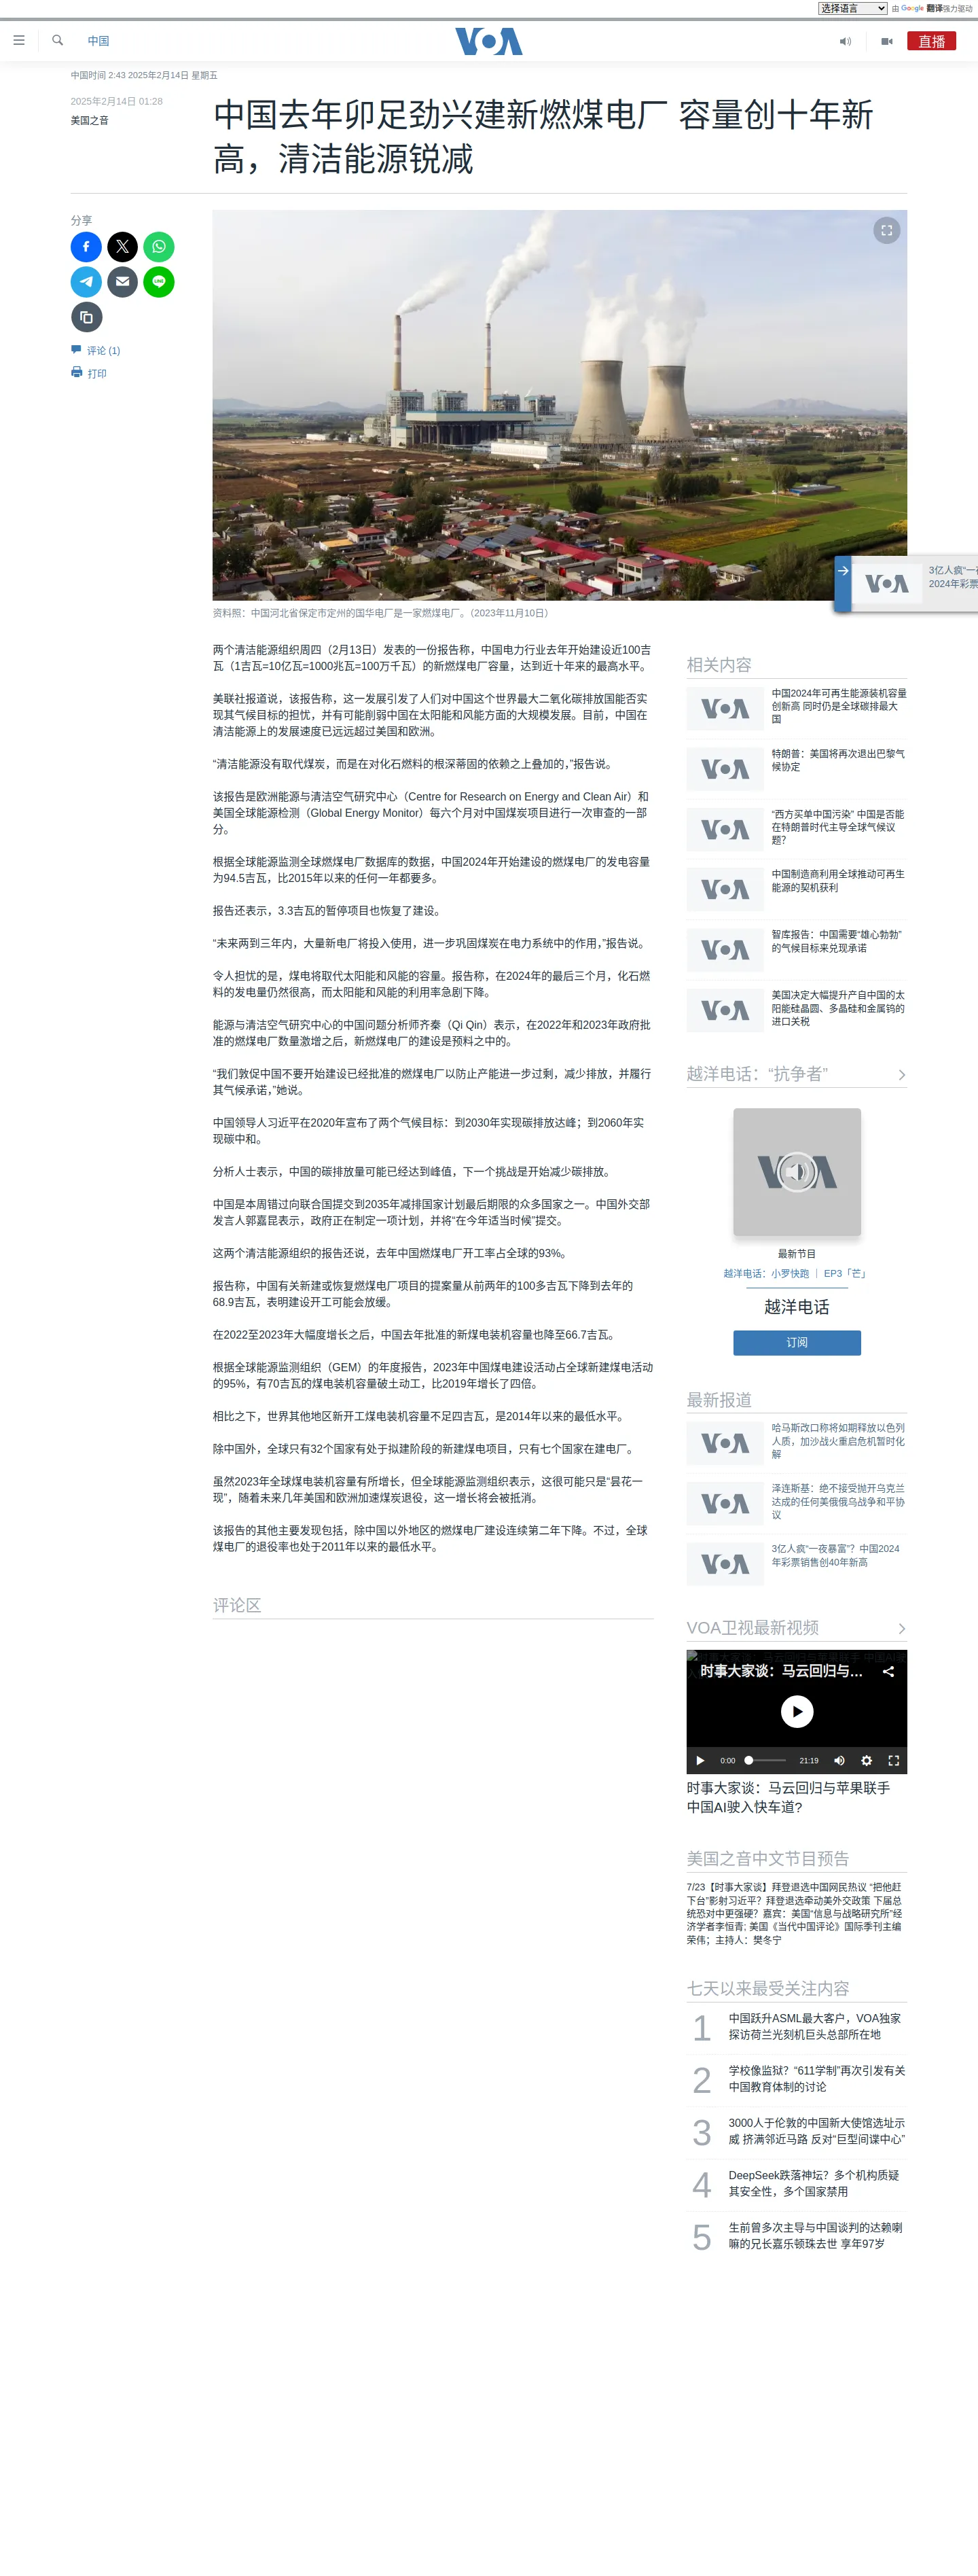 选择语言
由 Google 翻译强力驱动
中国
VOA
直播
中国时间 2:43 2025年2月14日 星期五
2025年2月14日 01:28
美国之音
中国去年卯足劲兴建新燃煤电厂 容量创十年新
高，清洁能源锐减
分享
评论 (1)
打印
3亿人疯“一夜
2024年彩票
资料照：中国河北省保定市定州的国华电厂是一家燃煤电厂。（2023年11月10日）
两个清洁能源组织周四（2月13日）发表的一份报告称，中国电力行业去年开始建设近100吉
瓦（1吉瓦=10亿瓦=1000兆瓦=100万千瓦）的新燃煤电厂容量，达到近十年来的最高水平。
美联社报道说，该报告称，这一发展引发了人们对中国这个世界最大二氧化碳排放国能否实
现其气候目标的担忧，并有可能削弱中国在太阳能和风能方面的大规模发展。目前，中国在
清洁能源上的发展速度已远远超过美国和欧洲。
“清洁能源没有取代煤炭，而是在对化石燃料的根深蒂固的依赖之上叠加的，”报告说。
该报告是欧洲能源与清洁空气研究中心（Centre for Research on Energy and Clean Air）和
美国全球能源检测（Global Energy Monitor）每六个月对中国煤炭项目进行一次审查的一部
分。
根据全球能源监测全球燃煤电厂数据库的数据，中国2024年开始建设的燃煤电厂的发电容量
为94.5吉瓦，比2015年以来的任何一年都要多。
报告还表示，3.3吉瓦的暂停项目也恢复了建设。
“未来两到三年内，大量新电厂将投入使用，进一步巩固煤炭在电力系统中的作用，”报告说。
令人担忧的是，煤电将取代太阳能和风能的容量。报告称，在2024年的最后三个月，化石燃
料的发电量仍然很高，而太阳能和风能的利用率急剧下降。
能源与清洁空气研究中心的中国问题分析师齐秦（Qi Qin）表示，在2022年和2023年政府批
准的燃煤电厂数量激增之后，新燃煤电厂的建设是预料之中的。
“我们敦促中国不要开始建设已经批准的燃煤电厂以防止产能进一步过剩，减少排放，并履行
其气候承诺，”她说。
中国领导人习近平在2020年宣布了两个气候目标：到2030年实现碳排放达峰；到2060年实
现碳中和。
分析人士表示，中国的碳排放量可能已经达到峰值，下一个挑战是开始减少碳排放。
中国是本周错过向联合国提交到2035年减排国家计划最后期限的众多国家之一。中国外交部
发言人郭嘉昆表示，政府正在制定一项计划，并将“在今年适当时候”提交。
这两个清洁能源组织的报告还说，去年中国燃煤电厂开工率占全球的93%。
报告称，中国有关新建或恢复燃煤电厂项目的提案量从前两年的100多吉瓦下降到去年的
68.9吉瓦，表明建设开工可能会放缓。
在2022至2023年大幅度增长之后，中国去年批准的新煤电装机容量也降至66.7吉瓦。
根据全球能源监测组织（GEM）的年度报告，2023年中国煤电建设活动占全球新建煤电活动
的95%，有70吉瓦的煤电装机容量破土动工，比2019年增长了四倍。
相比之下，世界其他地区新开工煤电装机容量不足四吉瓦，是2014年以来的最低水平。
除中国外，全球只有32个国家有处于拟建阶段的新建煤电项目，只有七个国家在建电厂。
虽然2023年全球煤电装机容量有所增长，但全球能源监测组织表示，这很可能只是“昙花一
现”，随着未来几年美国和欧洲加速煤炭退役，这一增长将会被抵消。
该报告的其他主要发现包括，除中国以外地区的燃煤电厂建设连续第二年下降。不过，全球
煤电厂的退役率也处于2011年以来的最低水平。
评论区
相关内容
中国2024年可再生能源装机容量
创新高 同时仍是全球碳排最大
国
特朗普：美国将再次退出巴黎气
候协定
“西方买单中国污染” 中国是否能
在特朗普时代主导全球气候议
题？
中国制造商利用全球推动可再生
能源的契机获利
智库报告：中国需要“雄心勃勃”
的气候目标来兑现承诺
美国决定大幅提升产自中国的太
阳能硅晶圆、多晶硅和金属钨的
进口关税
越洋电话：“抗争者”
最新节目
越洋电话：小罗快跑 ｜ EP3「芒」
越洋电话
订阅
最新报道
哈马斯改口称将如期释放以色列
人质，加沙战火重启危机暂时化
解
泽连斯基：绝不接受抛开乌克兰
达成的任何美俄俄乌战争和平协
议
3亿人疯“一夜暴富”？中国2024
年彩票销售创40年新高
VOA卫视最新视频
时事大家谈：马云回归与...
0:00
21:19
时事大家谈：马云回归与苹果联手
中国AI驶入快车道?
美国之音中文节目预告
7/23【时事大家谈】拜登退选中国网民热议 “把他赶
下台”影射习近平？拜登退选牵动美外交政策 下届总
统恐对中更强硬？嘉宾：美国“信息与战略研究所”经
济学者李恒青; 美国《当代中国评论》国际季刊主编
荣伟；主持人：樊冬宁
七天以来最受关注内容
1
中国跃升ASML最大客户，VOA独家
探访荷兰光刻机巨头总部所在地
2
学校像监狱？“611学制”再次引发有关
中国教育体制的讨论
3
3000人于伦敦的中国新大使馆选址示
威 挤满邻近马路 反对“巨型间谍中心”
4
DeepSeek跌落神坛？多个机构质疑
其安全性，多个国家禁用
5
生前曾多次主导与中国谈判的达赖喇
嘛的兄长嘉乐顿珠去世 享年97岁